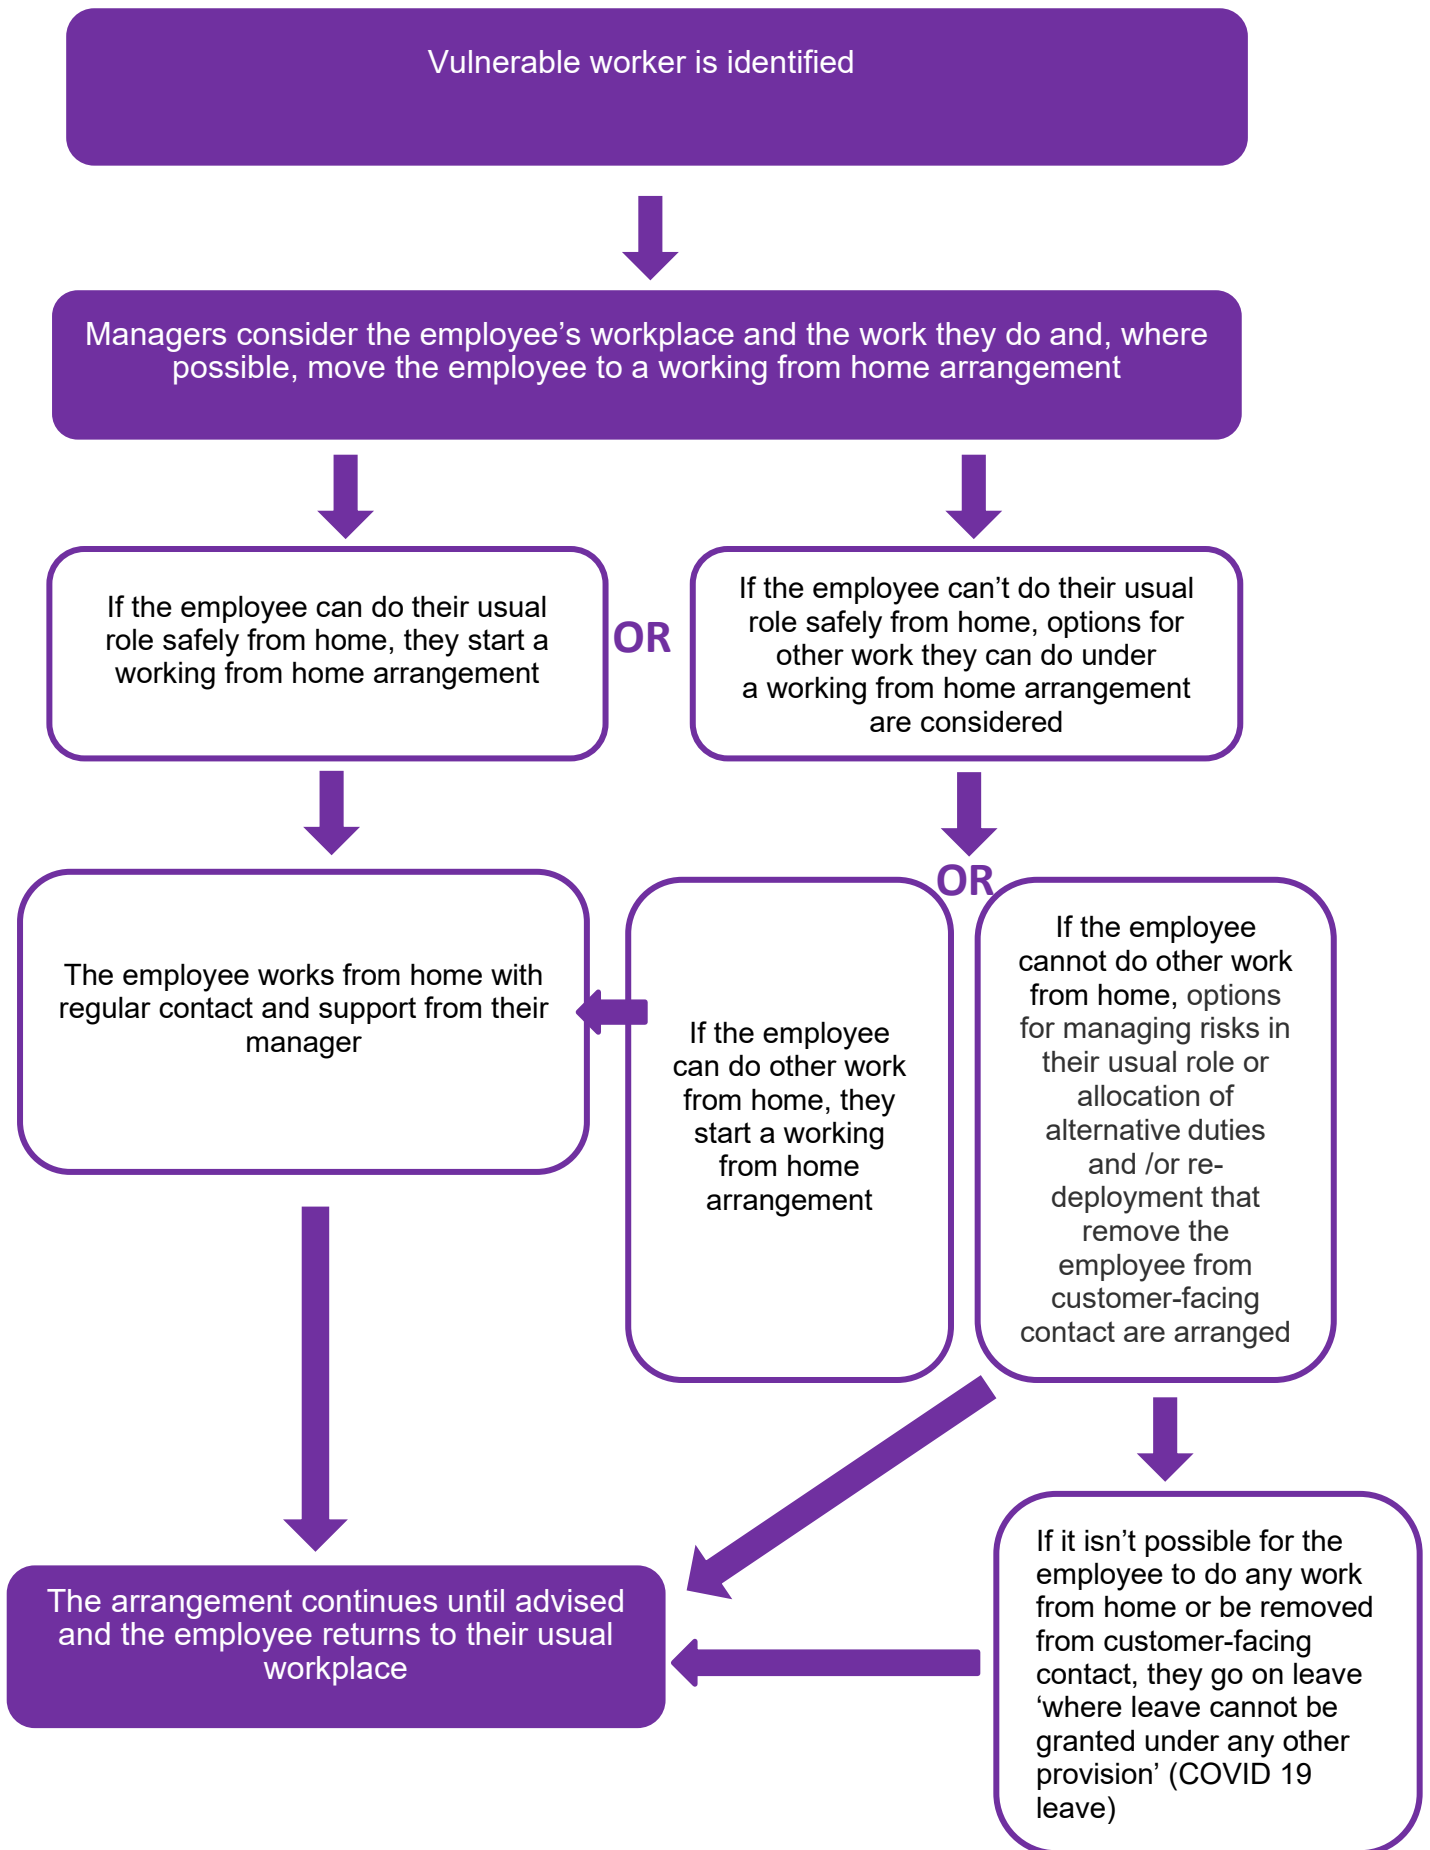 Vulnerable worker is identified
Managers consider the employee’s workplace and the work they do and, where
possible, move the employee to a working from home arrangement
If the employee can do their usual
role safely from home, they start a
working from home arrangement
OR
If the employee can’t do their usual
role safely from home, options for
other work they can do under
a working from home arrangement
are considered
The employee works from home with
regular contact and support from their
manager
OR
If the employee
can do other work
from home, they
start a working
from home
arrangement
If the employee
cannot do other work
from home, options
for managing risks in
their usual role or
allocation of
alternative duties
and /or re-
deployment that
remove the
employee from
customer-facing
contact are arranged
The arrangement continues until advised
and the employee returns to their usual
workplace
If it isn’t possible for the
employee to do any work
from home or be removed
from customer-facing
contact, they go on leave
‘where leave cannot be
granted under any other
provision’ (COVID 19
leave)